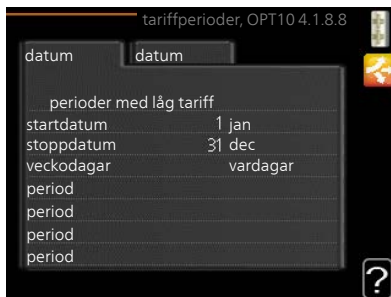 tariffperioder, OPT10 4.1.8.8
datum datum
perioder med låg tariff
startdatum 1 jan
stoppdatum 31 dec
veckodagar vardagar
period
period
period
period
?